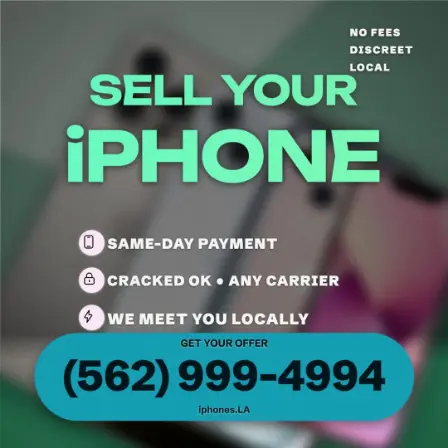 NO FEES
DISCREET
LOCAL
SELL YOUR
iPHONE
SAME-DAY PAYMENT
CRACKED OK • ANY CARRIER
WE MEET YOU LOCALLY
GET YOUR OFFER
(562) 999-4994
iphones.LA